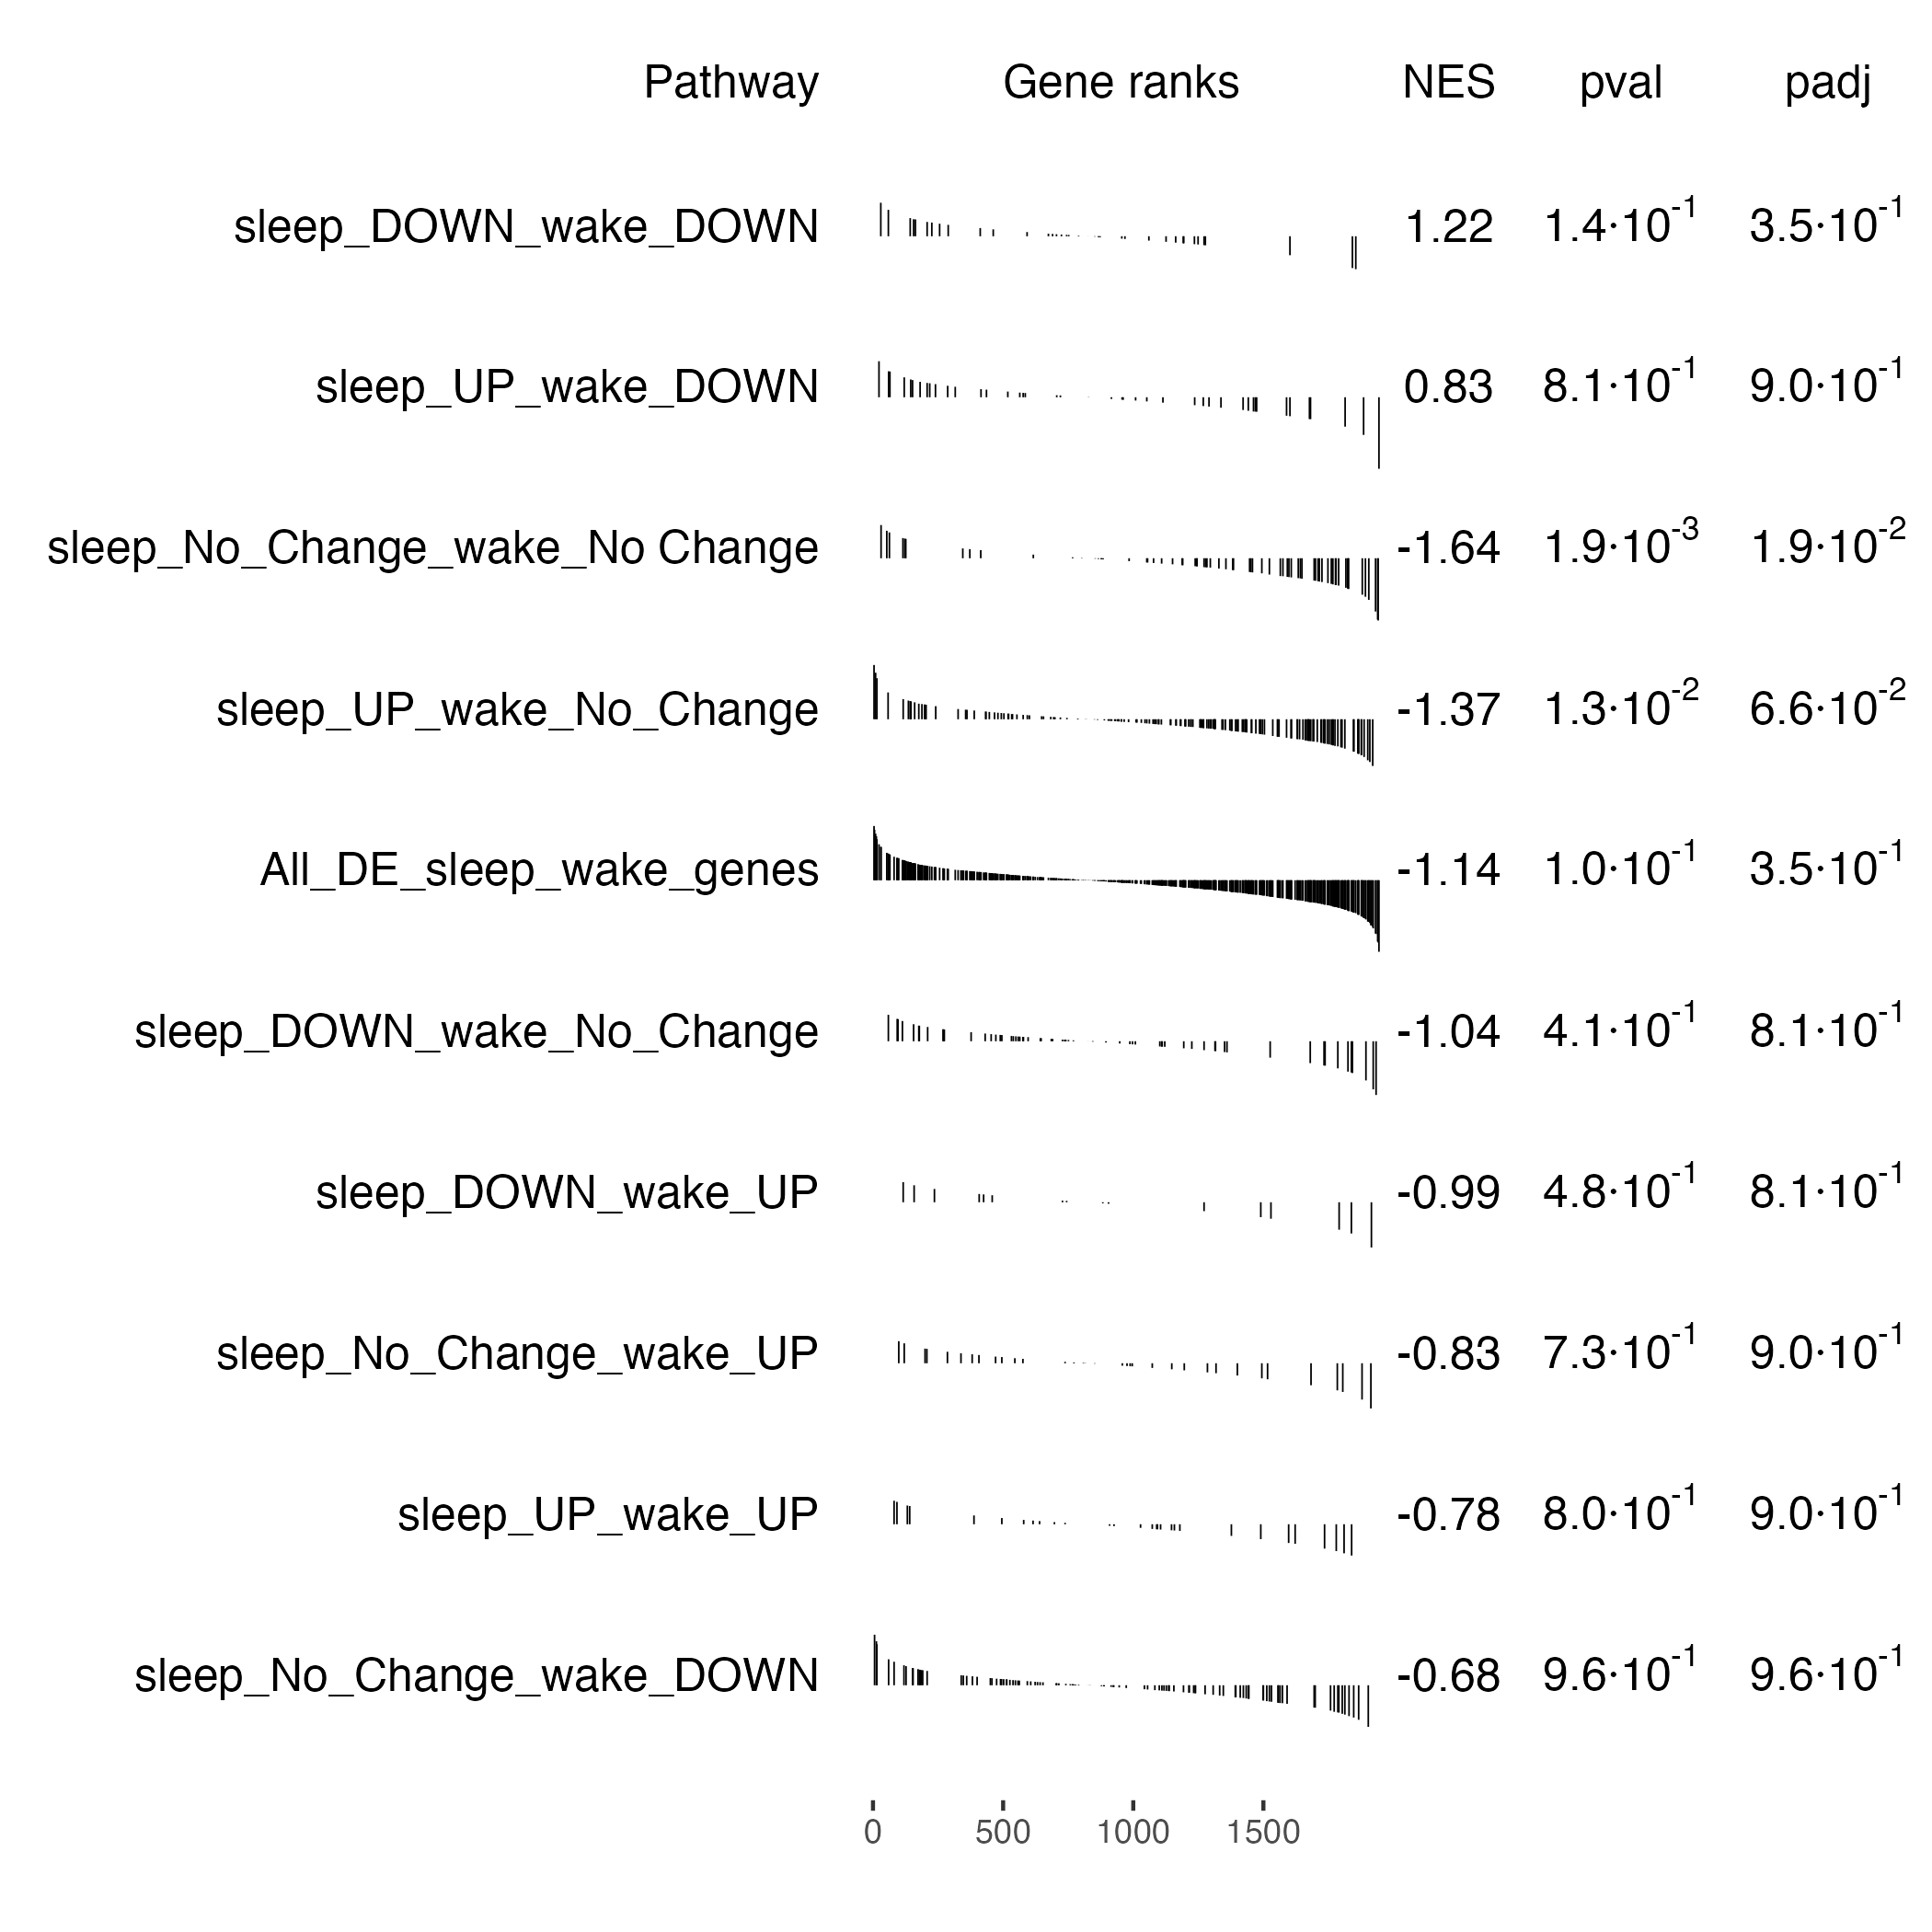 Pathway Gene ranks NES pval padj
sleep_DOWN_wake_DOWN 1.22 1.4·10⁻¹ 3.5·10⁻¹
sleep_UP_wake_DOWN 0.83 8.1·10⁻¹ 9.0·10⁻¹
sleep_No_Change_wake_No Change -1.64 1.9·10⁻³ 1.9·10⁻²
sleep_UP_wake_No_Change -1.37 1.3·10⁻² 6.6·10⁻²
All_DE_sleep_wake_genes -1.14 1.0·10⁻¹ 3.5·10⁻¹
sleep_DOWN_wake_No_Change -1.04 4.1·10⁻¹ 8.1·10⁻¹
sleep_DOWN_wake_UP -0.99 4.8·10⁻¹ 8.1·10⁻¹
sleep_No_Change_wake_UP -0.83 7.3·10⁻¹ 9.0·10⁻¹
sleep_UP_wake_UP -0.78 8.0·10⁻¹ 9.0·10⁻¹
sleep_No_Change_wake_DOWN -0.68 9.6·10⁻¹ 9.6·10⁻¹
0 500 1000 1500